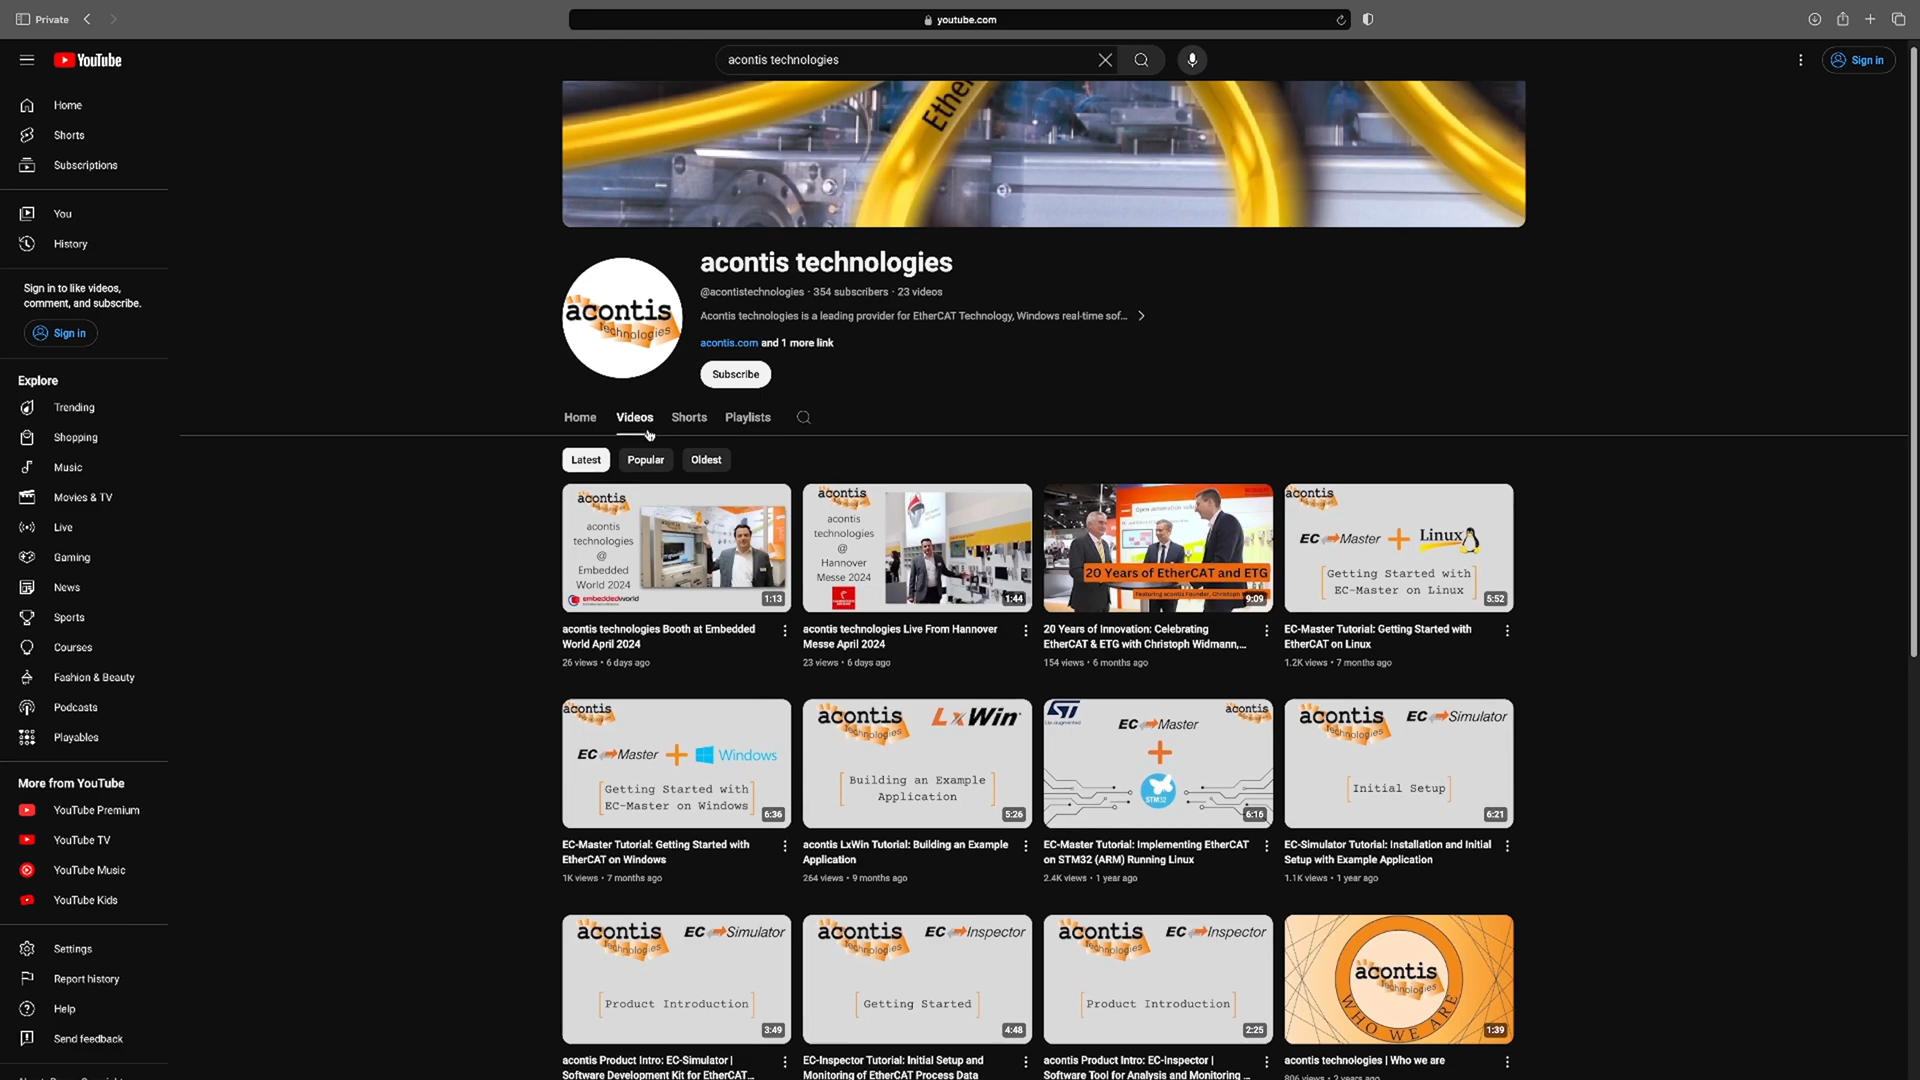 Private
youtube.com
YouTube
acontis technologies
Sign in
Home
Shorts
Subscriptions
You
History
Sign in to like videos,
comment, and subscribe.
Sign in
Explore
Trending
Shopping
Music
Movies & TV
Live
Gaming
News
Sports
Courses
Fashion & Beauty
Podcasts
Playables
More from YouTube
YouTube Premium
YouTube TV
YouTube Music
YouTube Kids
Settings
Report history
Help
Send feedback
Ether
acontis
Technologies
acontis technologies
@acontistechnologies · 354 subscribers · 23 videos
Acontis technologies is a leading provider for EtherCAT Technology, Windows real-time sof...
acontis.com and 1 more link
Subscribe
Home Videos Shorts Playlists
Latest Popular Oldest
acontis
acontis
technologies
@
Embedded
World 2024
embeddedworld
1:13
acontis technologies Booth at Embedded
World April 2024
26 views • 6 days ago
acontis
acontis
technologies
@
Hannover
Messe 2024
1:44
acontis technologies Live From Hannover
Messe April 2024
23 views • 6 days ago
20 Years of EtherCAT and ETG
9:09
20 Years of Innovation: Celebrating
EtherCAT & ETG with Christoph Widmann,...
154 views • 6 months ago
acontis
EC Master + Linux
Getting Started with
EC-Master on Linux
5:52
EC-Master Tutorial: Getting Started with
EtherCAT on Linux
1.2K views • 7 months ago
acontis
EC Master + Windows
Getting Started with
EC-Master on Windows
6:36
EC-Master Tutorial: Getting Started with
EtherCAT on Windows
1K views • 7 months ago
acontis
Technologies
LxWin
Building an Example
Application
5:26
acontis LxWin Tutorial: Building an Example
Application
264 views • 9 months ago
ST
acontis
EC Master
+
STM32
6:16
EC-Master Tutorial: Implementing EtherCAT
on STM32 (ARM) Running Linux
2.4K views • 1 year ago
acontis
Technologies
EC Simulator
Initial Setup
6:21
EC-Simulator Tutorial: Installation and Initial
Setup with Example Application
1.1K views • 1 year ago
acontis
Technologies
EC Simulator
Product Introduction
3:49
acontis Product Intro: EC-Simulator |
Software Development Kit for EtherCAT...
acontis
Technologies
EC Inspector
Getting Started
4:48
EC-Inspector Tutorial: Initial Setup and
Monitoring of EtherCAT Process Data
acontis
Technologies
EC Inspector
Product Introduction
2:25
acontis Product Intro: EC-Inspector |
Software Tool for Analysis and Monitoring ...
acontis
Technologies
WHO WE ARE
1:39
acontis technologies | Who we are
806 views • 2 years ago